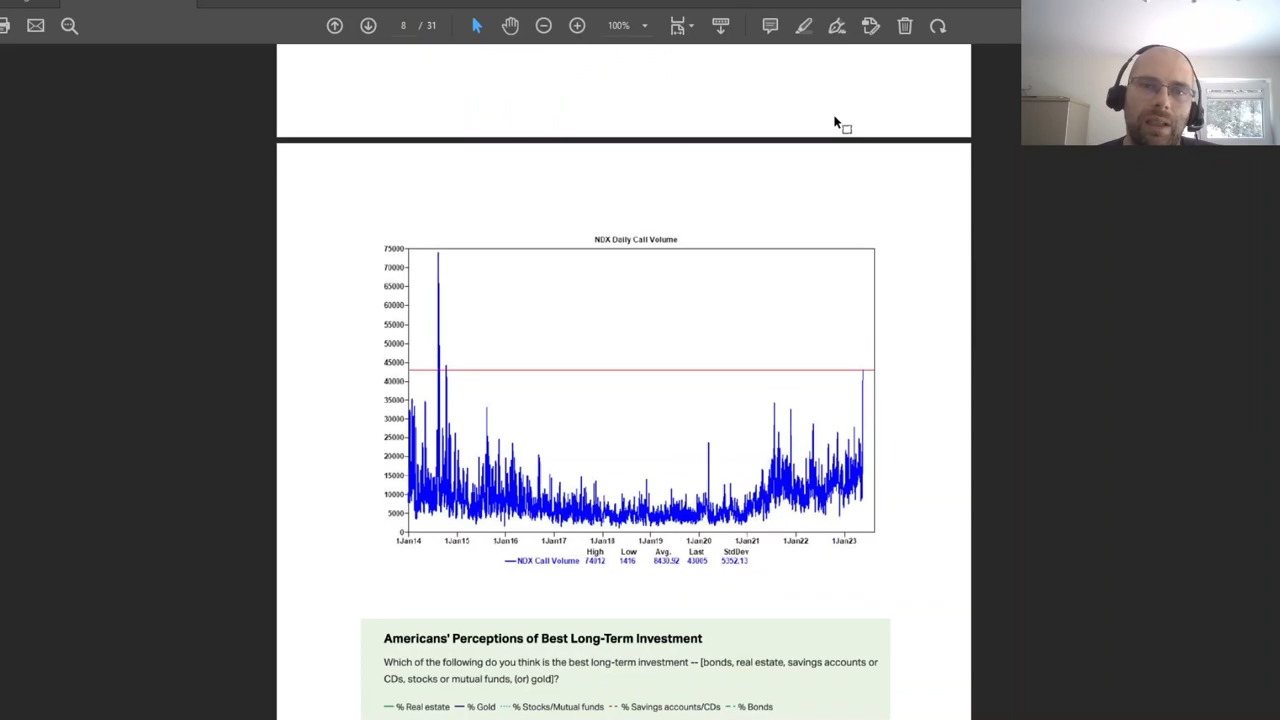 8 / 31
100%
NDX Daily Call Volume
75000
70000
65000
60000
55000
50000
45000
40000
35000
30000
25000
20000
15000
10000
5000
0
1Jan14 1Jan15 1Jan16 1Jan17 1Jan18 1Jan19 1Jan20 1Jan21 1Jan22 1Jan23
High Low Avg. Last StdDev
NDX Call Volume 74012 1416 8430.92 43005 5352.13
Americans' Perceptions of Best Long-Term Investment
Which of the following do you think is the best long-term investment -- [bonds, real estate, savings accounts or
CDs, stocks or mutual funds, (or) gold]?
% Real estate % Gold % Stocks/Mutual funds % Savings accounts/CDs % Bonds